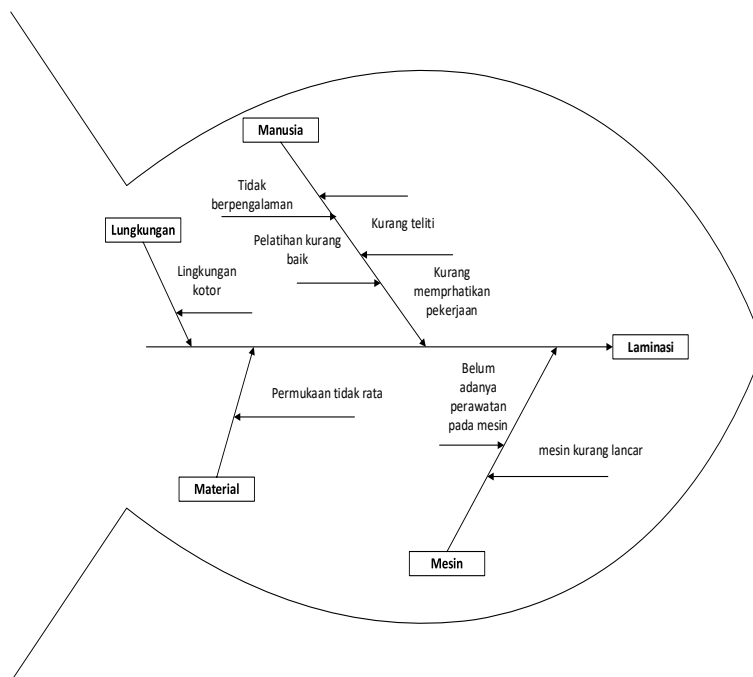 Manusia
Tidak
berpengalaman
Kurang teliti
Lungkungan
Pelatihan kurang
baik
Lingkungan
kotor
Kurang
memprhatikan
pekerjaan
Laminasi
Belum
adanya
perawatan
pada mesin
Permukaan tidak rata
mesin kurang lancar
Material
Mesin